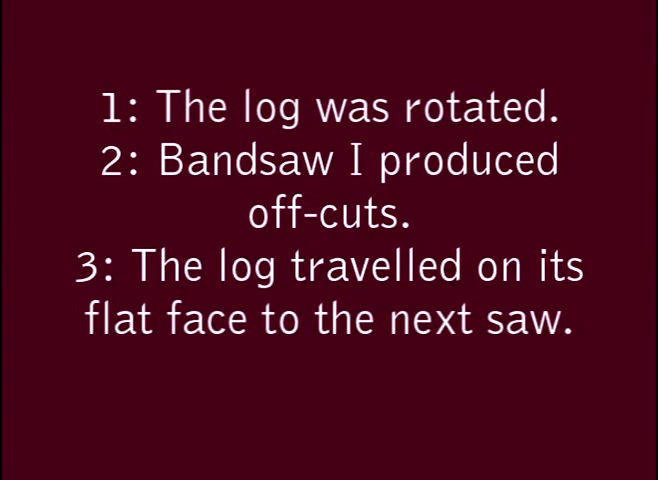 1: The log was rotated.
2: Bandsaw I produced
off-cuts.
3: The log travelled on its
flat face to the next saw.